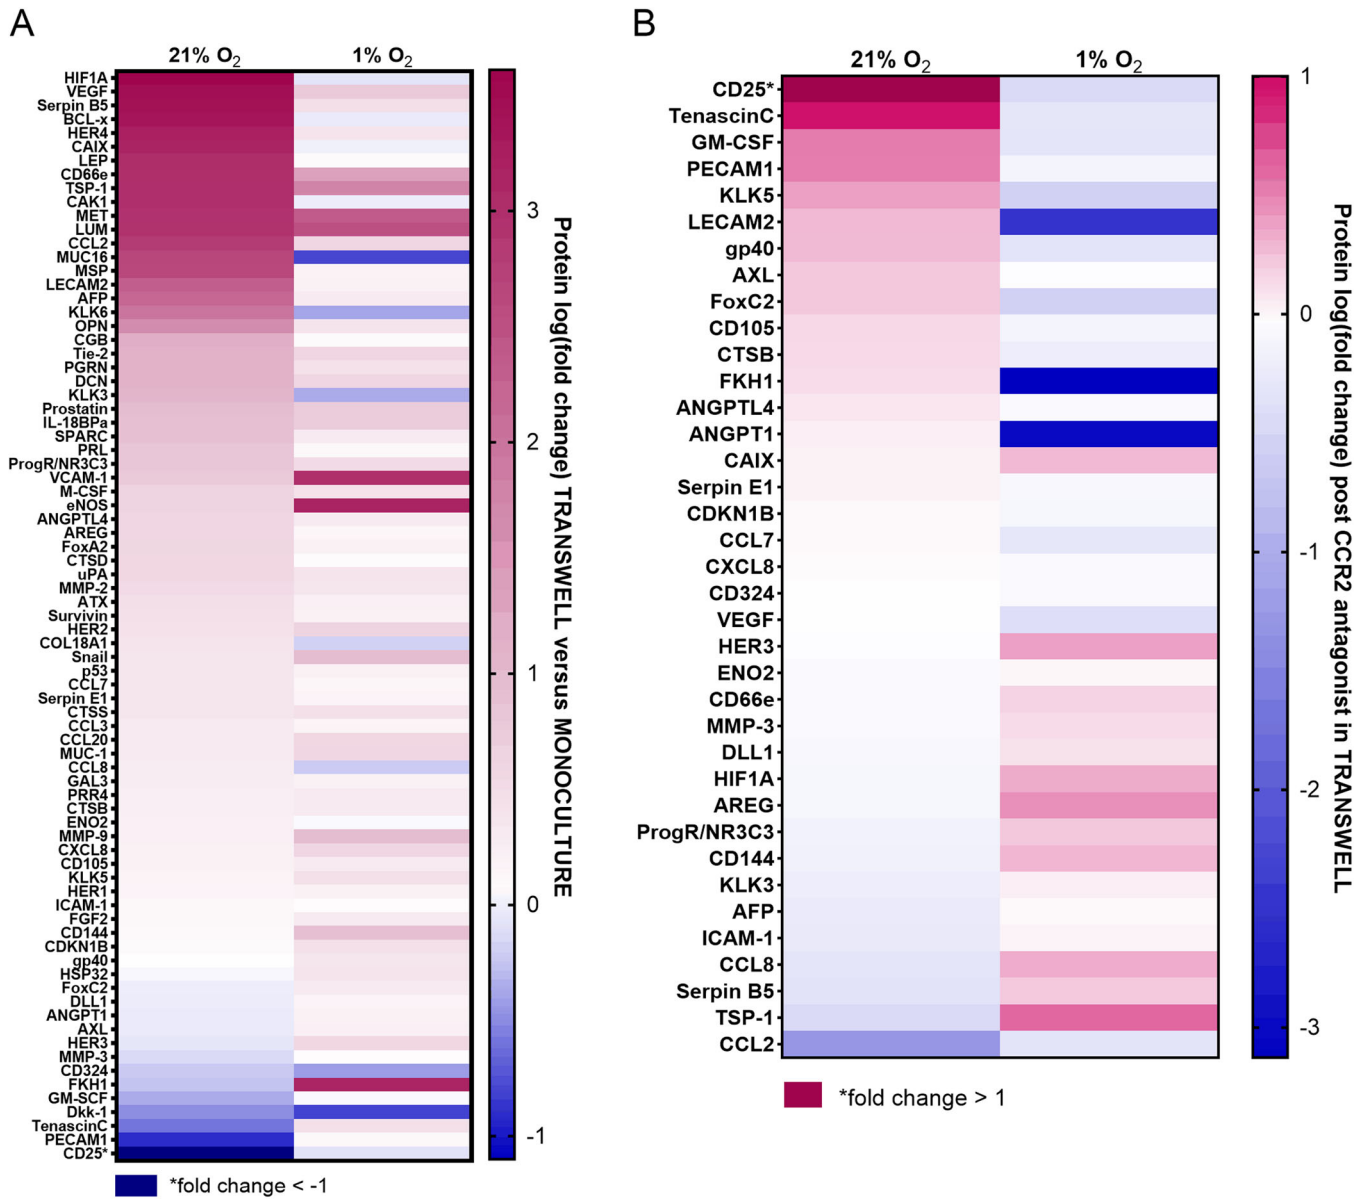 A
21% O2
1% O2
HIF1A
VEGF
Serpin B5
BCL-x
HER4
CAIX
LEP
CD66e
TSP-1
CAK1
MET
LUM
CCL2
MUC16
MSP
LECAM2
AFP
KLK6
OPN
CGB
Tie-2
PGRN
DCN
KLK3
Prostatin
IL-18BPa
SPARC
PRL
ProgR/NR3C3
VCAM-1
M-CSF
eNOS
ANGPTL4
AREG
FoxA2
CTSD
uPA
MMP-2
ATX
Survivin
HER2
COL18A1
Snail
p53
CCL7
Serpin E1
CTSS
CCL3
CCL20
MUC-1
CCL8
GAL3
PRR4
CTSB
ENO2
MMP-9
CXCL8
CD105
KLK5
HER1
ICAM-1
FGF2
CD144
CDKN1B
gp40
HSP32
FoxC2
DLL1
ANGPT1
AXL
HER3
MMP-3
CD324
FKH1
GM-SCF
Dkk-1
TenascinC
PECAM1
CD25*
3
2
1
0
-1
Protein log(fold change) TRANSWELL versus MONOCULTURE
*fold change < -1
B
21% O2
1% O2
CD25*
TenascinC
GM-CSF
PECAM1
KLK5
LECAM2
gp40
AXL
FoxC2
CD105
CTSB
FKH1
ANGPTL4
ANGPT1
CAIX
Serpin E1
CDKN1B
CCL7
CXCL8
CD324
VEGF
HER3
ENO2
CD66e
MMP-3
DLL1
HIF1A
AREG
ProgR/NR3C3
CD144
KLK3
AFP
ICAM-1
CCL8
Serpin B5
TSP-1
CCL2
1
0
-1
-2
-3
Protein log(fold change) post CCR2 antagonist in TRANSWELL
*fold change > 1